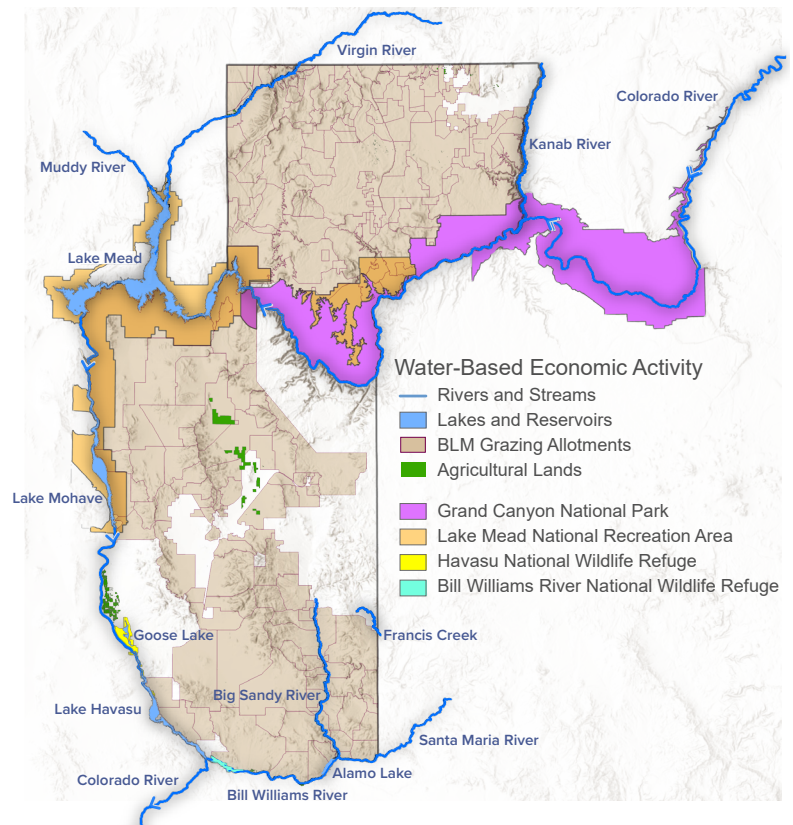 Virgin River
Colorado River
Kanab River
Muddy River
Lake Mead
Water-Based Economic Activity
Rivers and Streams
Lakes and Reservoirs
BLM Grazing Allotments
Agricultural Lands
Lake Mohave
Grand Canyon National Park
Lake Mead National Recreation Area
Havasu National Wildlife Refuge
Bill Williams River National Wildlife Refuge
Goose Lake
Francis Creek
Big Sandy River
Lake Havasu
Santa Maria River
Alamo Lake
Colorado River
Bill Williams River